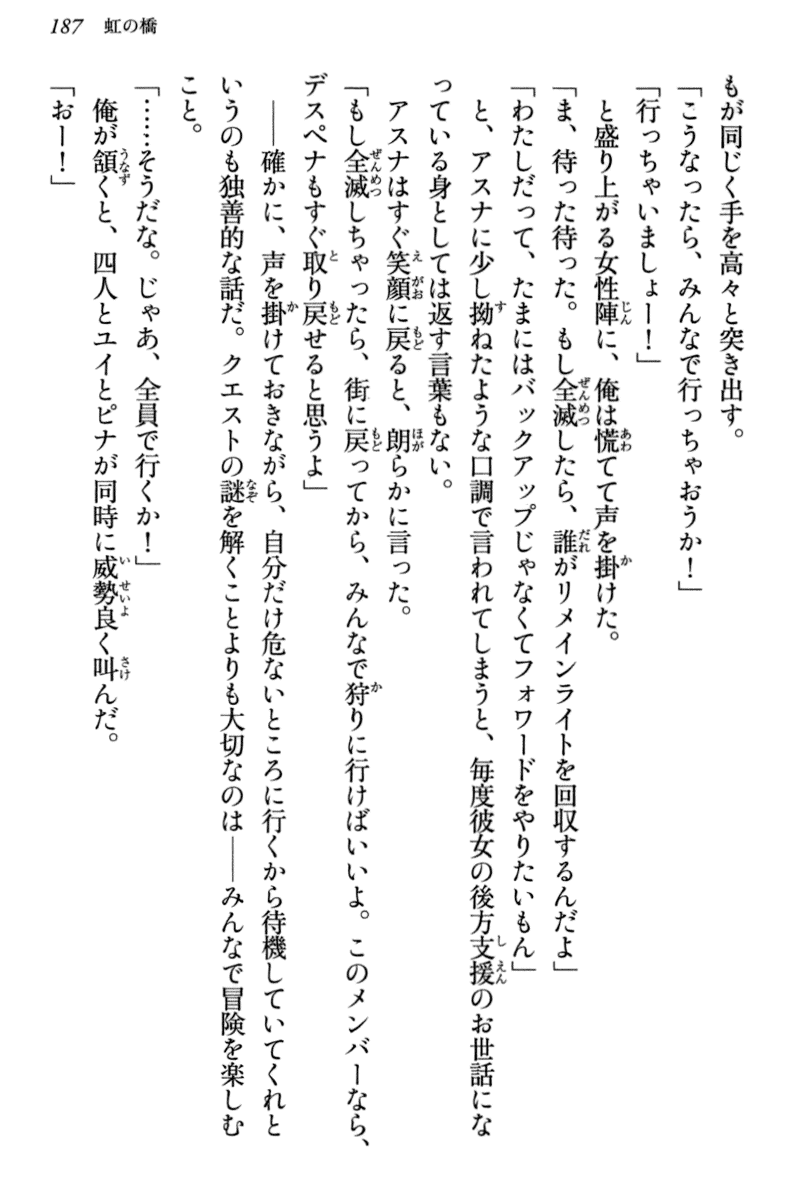 187 虹の橋
もが同じく手を高々と突き出す。
「こうなったら、みんなで行っちゃおうか！」
「行っちゃいましょー！」
と盛り上がる女性陣に、俺は慌てて声を掛けた。
「ま、待った待った。もし全滅したら、誰がリメインライトを回収するんだよ」
「わたしだって、たまにはバックアップじゃなくてフォワードをやりたいもん」
と、アスナに少し拗ねたような口調で言われてしまうと、毎度彼女の後方支援のお世話にな
っている身としては返す言葉もない。
アスナはすぐ笑顔に戻ると、朗らかに言った。
「もし全滅しちゃったら、街に戻ってから、みんなで狩りに行けばいいよ。このメンバーなら、
デスペナもすぐ取り戻せると思うよ」
――確かに、声を掛けておきながら、自分だけ危ないところに行くから待機していてくれと
いうのも独善的な話だ。クエストの謎を解くことよりも大切なのは――みんなで冒険を楽しむ
こと。
「……そうだな。じゃあ、全員で行くか！」
俺が頷くと、四人とユイとピナが同時に威勢良く叫んだ。
「おー！」